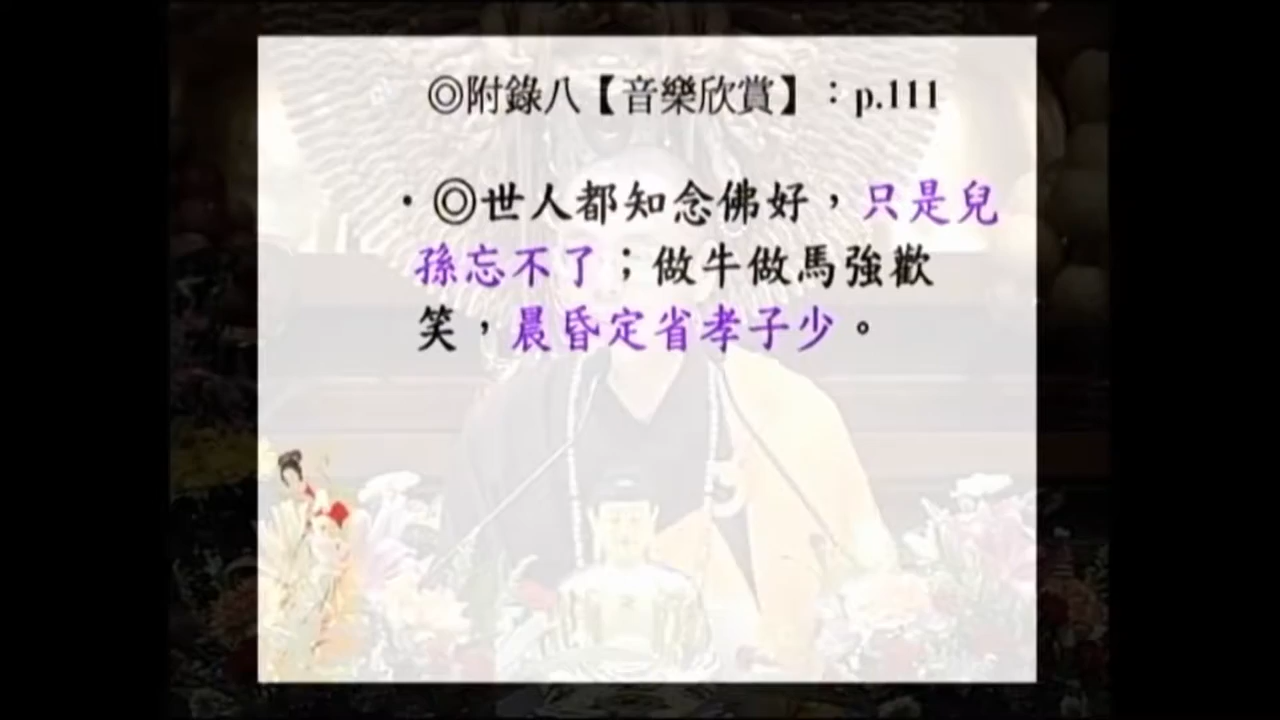 ◎附錄八【音樂欣賞】：p.111
·◎世人都知念佛好，只是兒
孫忘不了；做牛做馬強歡
笑，晨昏定省孝子少。